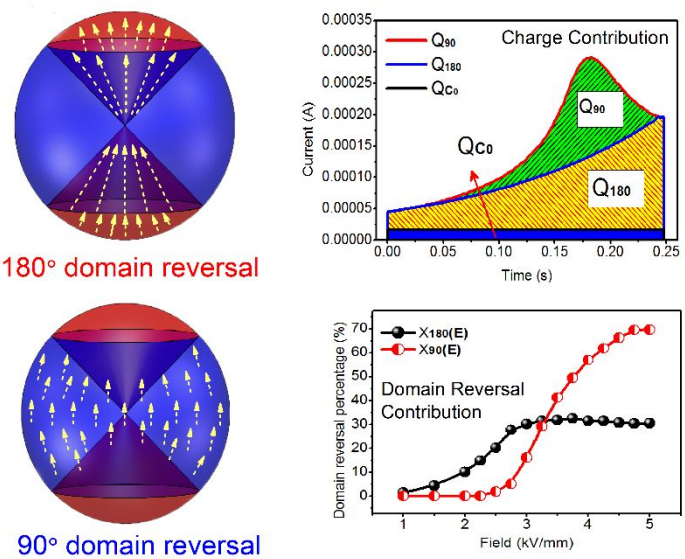 180° domain reversal
90° domain reversal
Charge Contribution
Q90
Q180
QC0
Q90
QC0
Q180
Current (A)
0.00035
0.00030
0.00025
0.00020
0.00015
0.00010
0.00005
0.00000
0.00 0.05 0.10 0.15 0.20 0.25
Time (s)
X180(E)
X90(E)
Domain Reversal
Contribution
Domain reversal percentage (%)
70
60
50
40
30
20
10
0
1 2 3 4 5
Field (kV/mm)